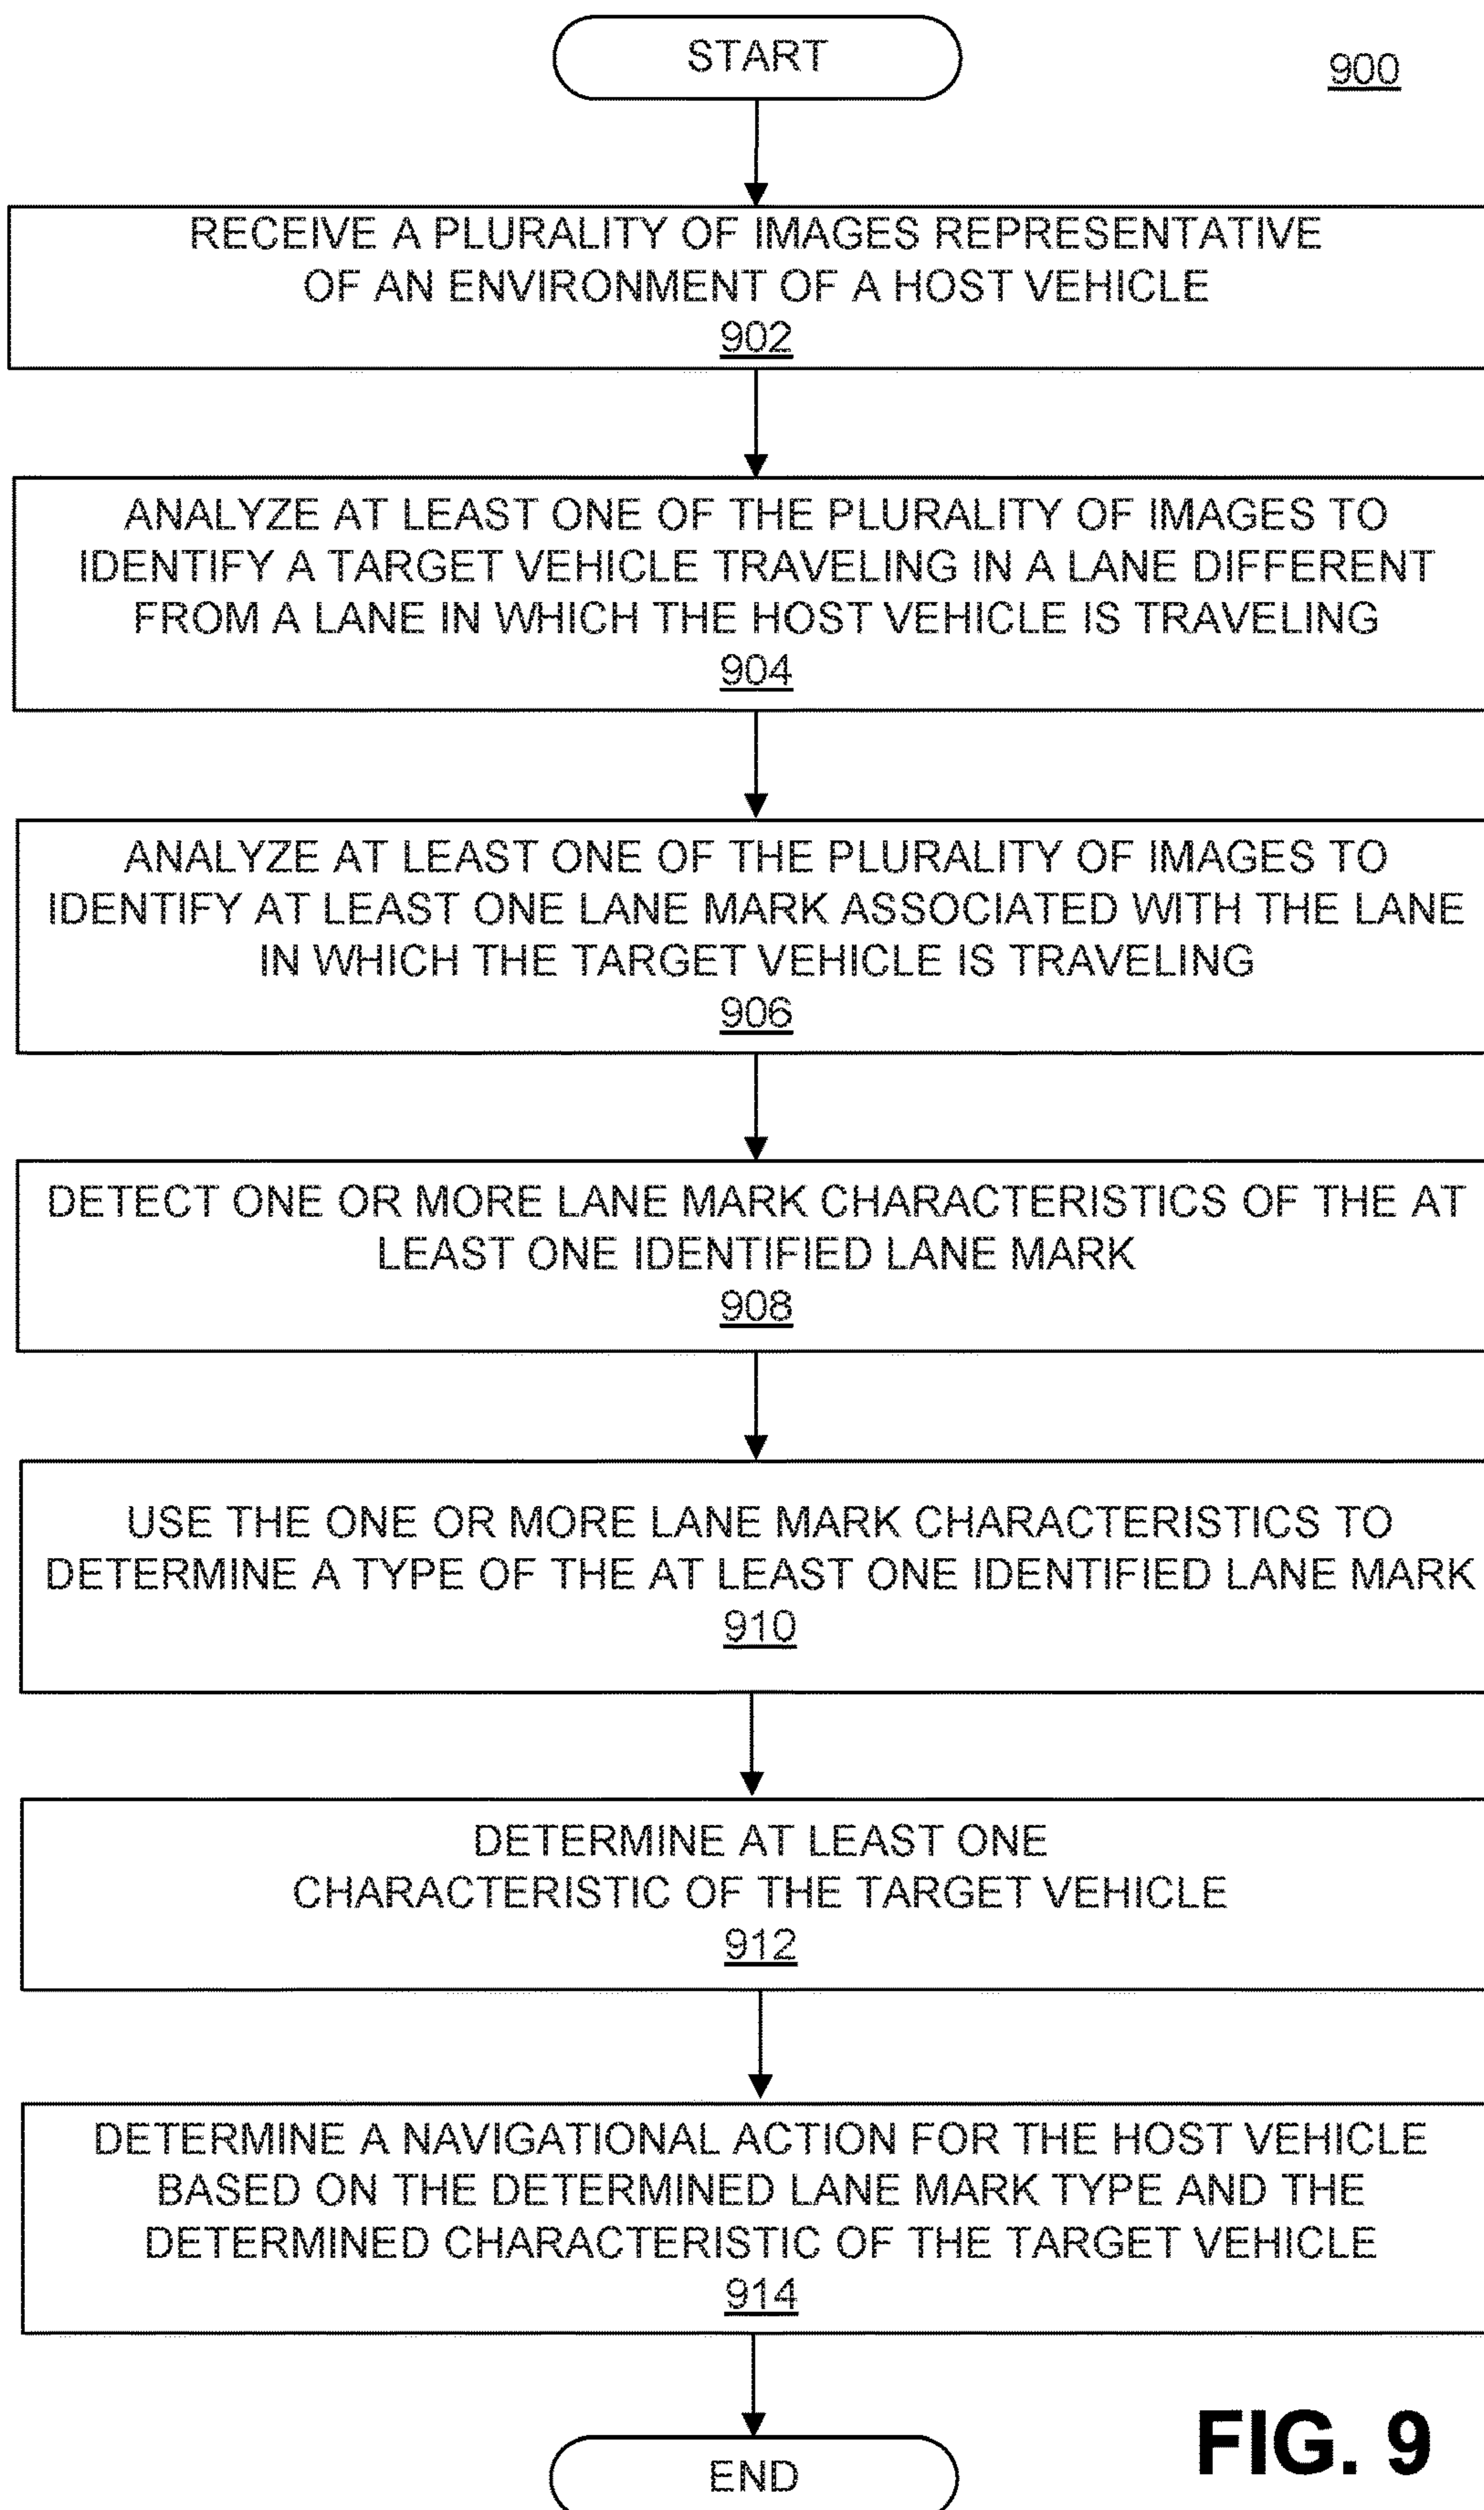 START
900
RECEIVE A PLURALITY OF IMAGES REPRESENTATIVE
OF AN ENVIRONMENT OF A HOST VEHICLE
902
ANALYZE AT LEAST ONE OF THE PLURALITY OF IMAGES TO
IDENTIFY A TARGET VEHICLE TRAVELING IN A LANE DIFFERENT
FROM A LANE IN WHICH THE HOST VEHICLE IS TRAVELING
904
ANALYZE AT LEAST ONE OF THE PLURALITY OF IMAGES TO
IDENTIFY AT LEAST ONE LANE MARK ASSOCIATED WITH THE LANE
IN WHICH THE TARGET VEHICLE IS TRAVELING
906
DETECT ONE OR MORE LANE MARK CHARACTERISTICS OF THE AT
LEAST ONE IDENTIFIED LANE MARK
908
USE THE ONE OR MORE LANE MARK CHARACTERISTICS TO
DETERMINE A TYPE OF THE AT LEAST ONE IDENTIFIED LANE MARK
910
DETERMINE AT LEAST ONE
CHARACTERISTIC OF THE TARGET VEHICLE
912
DETERMINE A NAVIGATIONAL ACTION FOR THE HOST VEHICLE
BASED ON THE DETERMINED LANE MARK TYPE AND THE
DETERMINED CHARACTERISTIC OF THE TARGET VEHICLE
914
END
FIG. 9